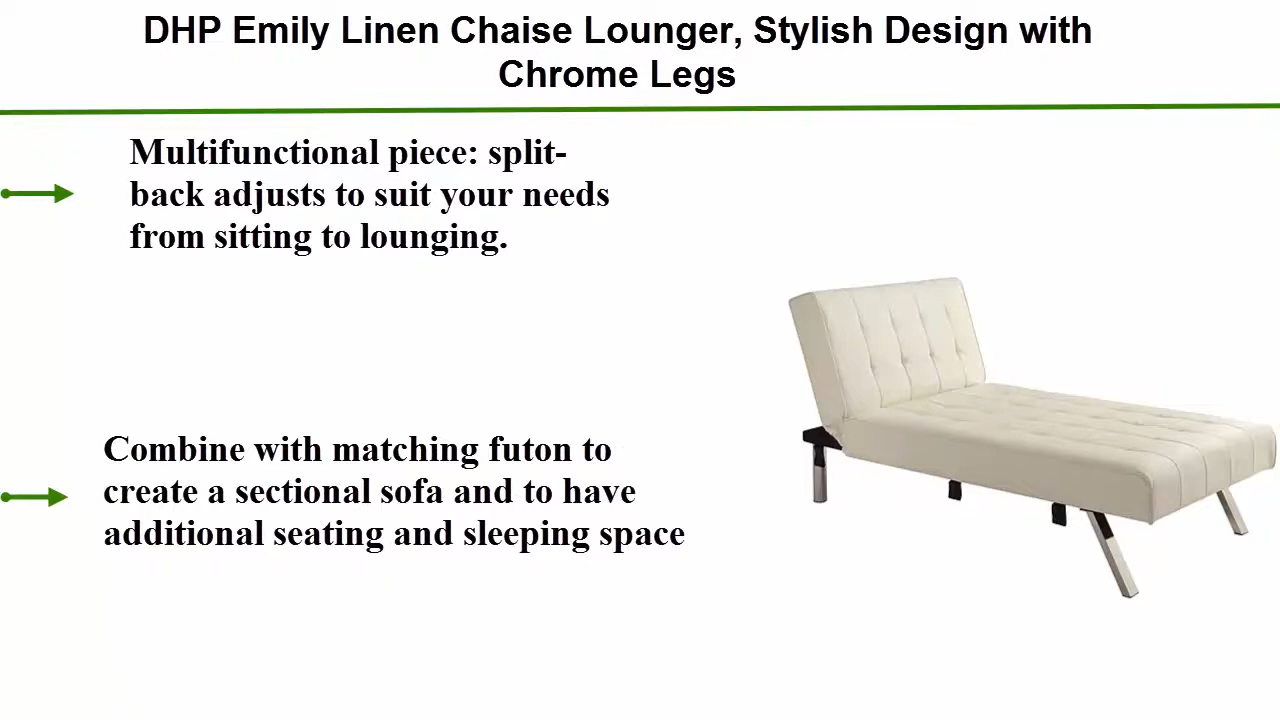 DHP Emily Linen Chaise Lounger, Stylish Design with
Chrome Legs
Multifunctional piece: split-
back adjusts to suit your needs
from sitting to lounging.
Combine with matching futon to
create a sectional sofa and to have
additional seating and sleeping space